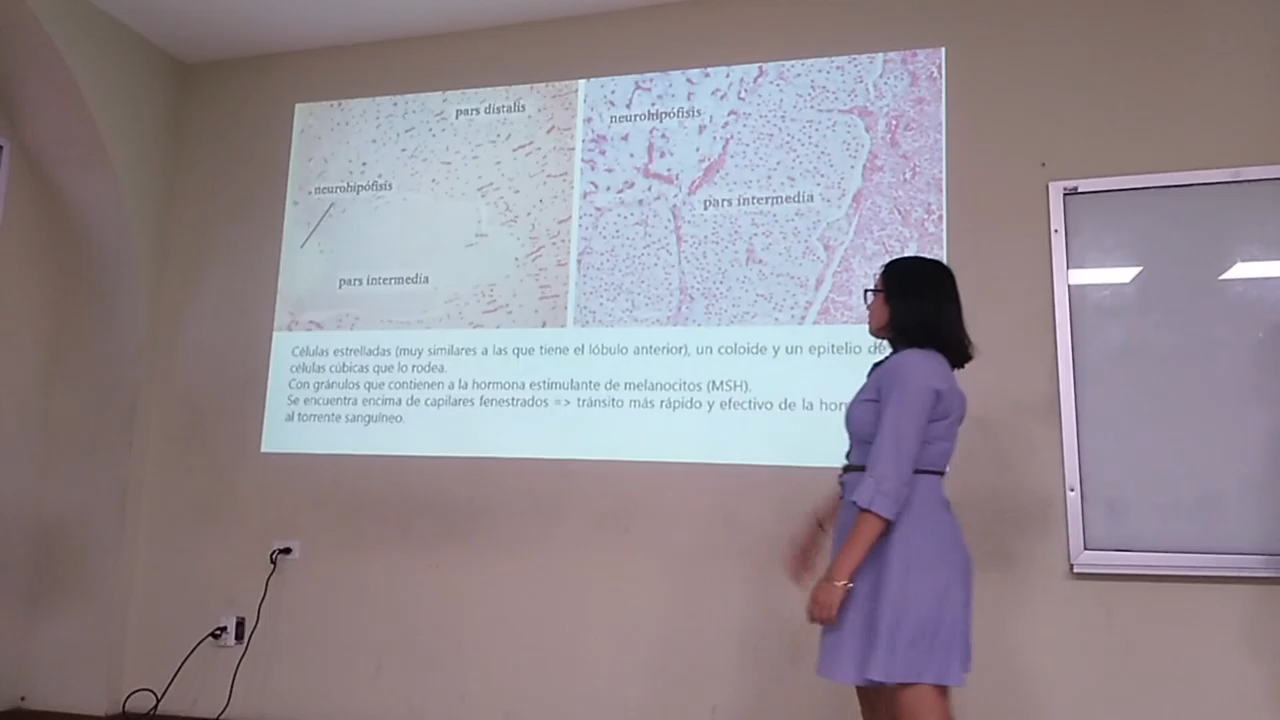 pars distalis
neurohipófisis
pars intermedia
neurohipófisis
pars intermedia
Células estrelladas (muy similares a las que tiene el lóbulo anterior), un coloide y un epitelio de
células cúbicas que lo rodea.
Con gránulos que contienen a la hormona estimulante de melanocitos (MSH).
Se encuentra encima de capilares fenestrados => tránsito más rápido y efectivo de la hor
al torrente sanguíneo.